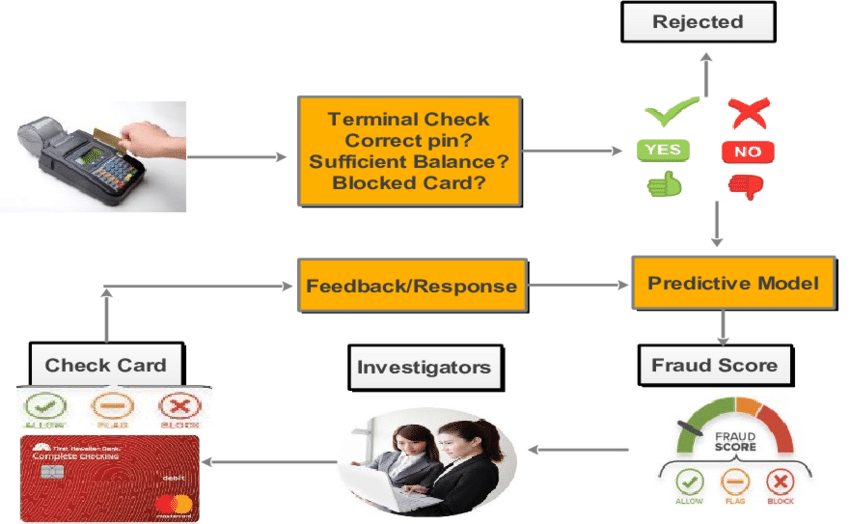 Rejected
Terminal Check
Correct pin?
Sufficient Balance?
Blocked Card?
YES
NO
Feedback/Response
Predictive Model
Check Card
Investigators
Fraud Score
ALLOW
FLAG
BLOCK
First Hawaiian Bank
COMPLETE CHECKING
debit
mastercard
FRAUD
SCORE
ALLOW
FLAG
BLOCK